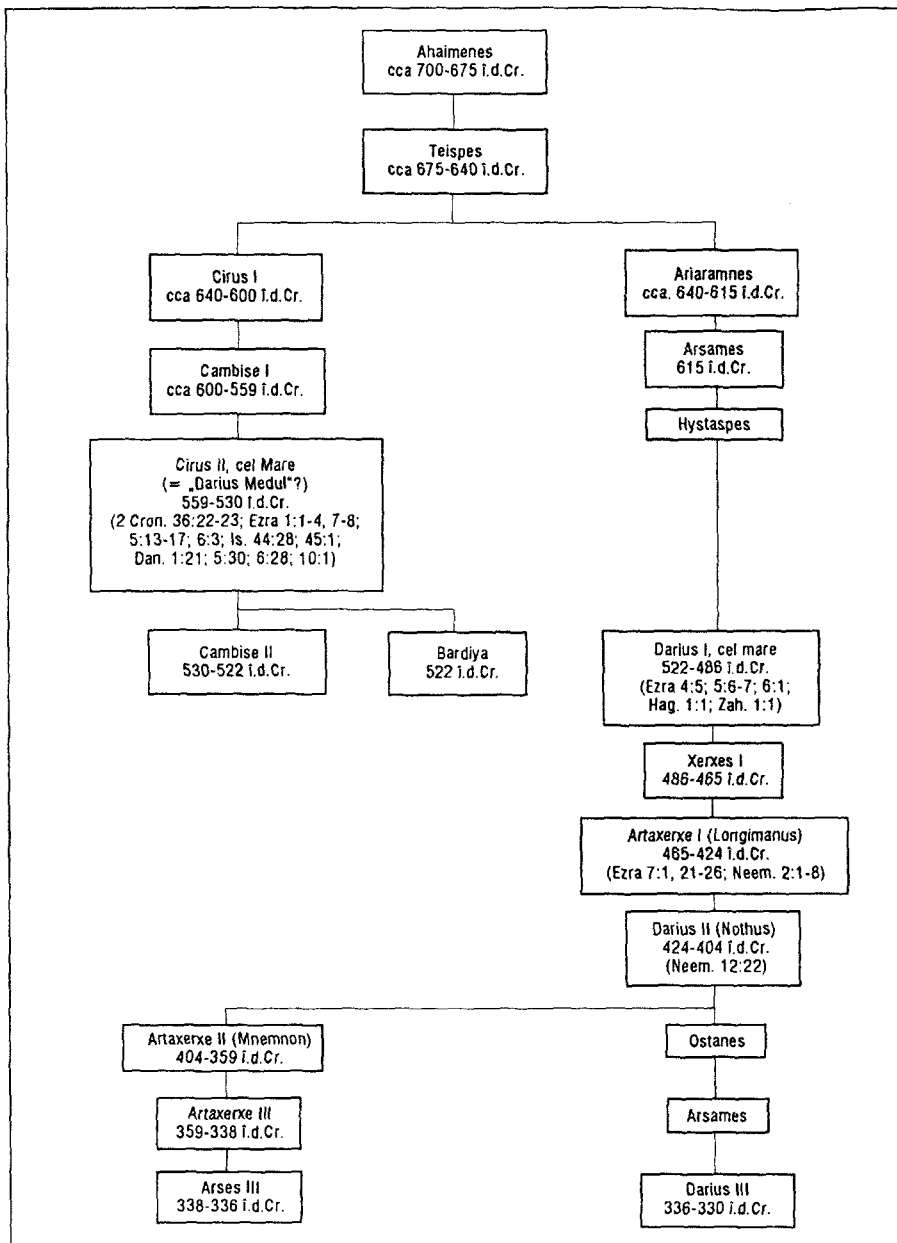 Ahaimenes
cca 700-675 î.d.Cr.
Teispes
cca 675-640 î.d.Cr.
Cirus I
cca 640-600 î.d.Cr.
Ariaramnes
cca. 640-615 î.d.Cr.
Cambise I
cca 600-559 î.d.Cr.
Arsames
615 î.d.Cr.
Hystaspes
Cirus II, cel Mare
(= „Darius Medul"?)
559-530 î.d.Cr.
(2 Cron. 36:22-23; Ezra 1:1-4, 7-8;
5:13-17; 6:3; Is. 44:28; 45:1;
Dan. 1:21; 5:30; 6:28; 10:1)
Cambise II
530-522 î.d.Cr.
Bardiya
522 î.d.Cr.
Darius I, cel mare
522-486 î.d.Cr.
(Ezra 4:5; 5:6-7; 6:1;
Hag. 1:1; Zah. 1:1)
Xerxes I
486-465 î.d.Cr.
Artaxerxe I (Longimanus)
465-424 î.d.Cr.
(Ezra 7:1, 21-26; Neem. 2:1-8)
Darius II (Nothus)
424-404 î.d.Cr.
(Neem. 12:22)
Artaxerxe II (Mnemnon)
404-359 î.d.Cr.
Ostanes
Artaxerxe III
359-338 î.d.Cr.
Arsames
Arses III
338-336 î.d.Cr.
Darius III
336-330 î.d.Cr.